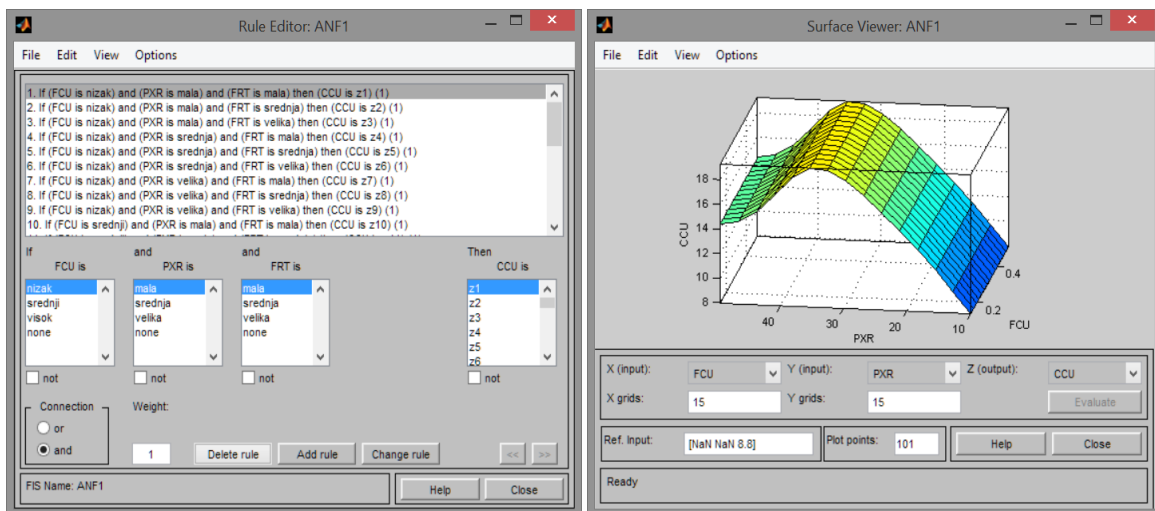 Rule Editor: ANF1
File Edit View Options
1. If (FCU is nizak) and (PXR is mala) and (FRT is mala) then (CCU is z1) (1)
2. If (FCU is nizak) and (PXR is mala) and (FRT is srednja) then (CCU is z2) (1)
3. If (FCU is nizak) and (PXR is mala) and (FRT is velika) then (CCU is z3) (1)
4. If (FCU is nizak) and (PXR is srednja) and (FRT is mala) then (CCU is z4) (1)
5. If (FCU is nizak) and (PXR is srednja) and (FRT is srednja) then (CCU is z5) (1)
6. If (FCU is nizak) and (PXR is srednja) and (FRT is velika) then (CCU is z6) (1)
7. If (FCU is nizak) and (PXR is velika) and (FRT is mala) then (CCU is z7) (1)
8. If (FCU is nizak) and (PXR is velika) and (FRT is srednja) then (CCU is z8) (1)
9. If (FCU is nizak) and (PXR is velika) and (FRT is velika) then (CCU is z9) (1)
10. If (FCU is srednji) and (PXR is mala) and (FRT is mala) then (CCU is z10) (1)
If and and Then
FCU is PXR is FRT is CCU is
nizak mala mala z1
srednji srednja srednja z2
visok velika velika z3
none none none z4
z5
z6
not not not not
Connection Weight:
or
and 1 Delete rule Add rule Change rule << >>
FIS Name: ANF1 Help Close
Surface Viewer: ANF1
File Edit View Options
18
16
14
12
10
8
CCU
40 30 20 10
PXR
0.4
0.2
FCU
X (input): FCU Y (input): PXR Z (output): CCU
X grids: 15 Y grids: 15 Evaluate
Ref. Input: [NaN NaN 8.8] Plot points: 101 Help Close
Ready